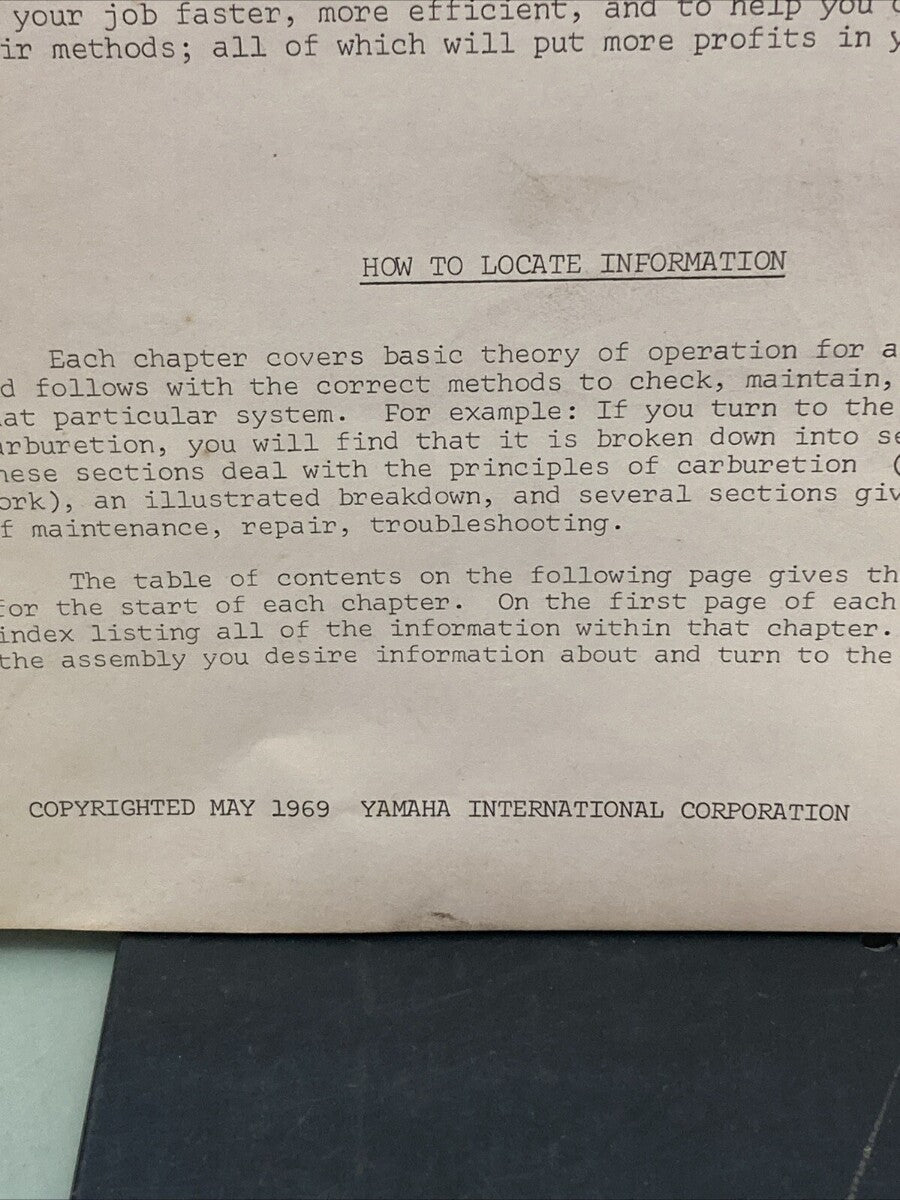 your job faster, more efficient, and to help you
ir methods; all of which will put more profits in y
HOW TO LOCATE INFORMATION
Each chapter covers basic theory of operation for a
d follows with the correct methods to check, maintain,
at particular system. For example: If you turn to the
arburetion, you will find that it is broken down into se
hese sections deal with the principles of carburetion (
ork), an illustrated breakdown, and several sections giv
f maintenance, repair, troubleshooting.
The table of contents on the following page gives th
for the start of each chapter. On the first page of each
index listing all of the information within that chapter.
the assembly you desire information about and turn to the
COPYRIGHTED MAY 1969 YAMAHA INTERNATIONAL CORPORATION